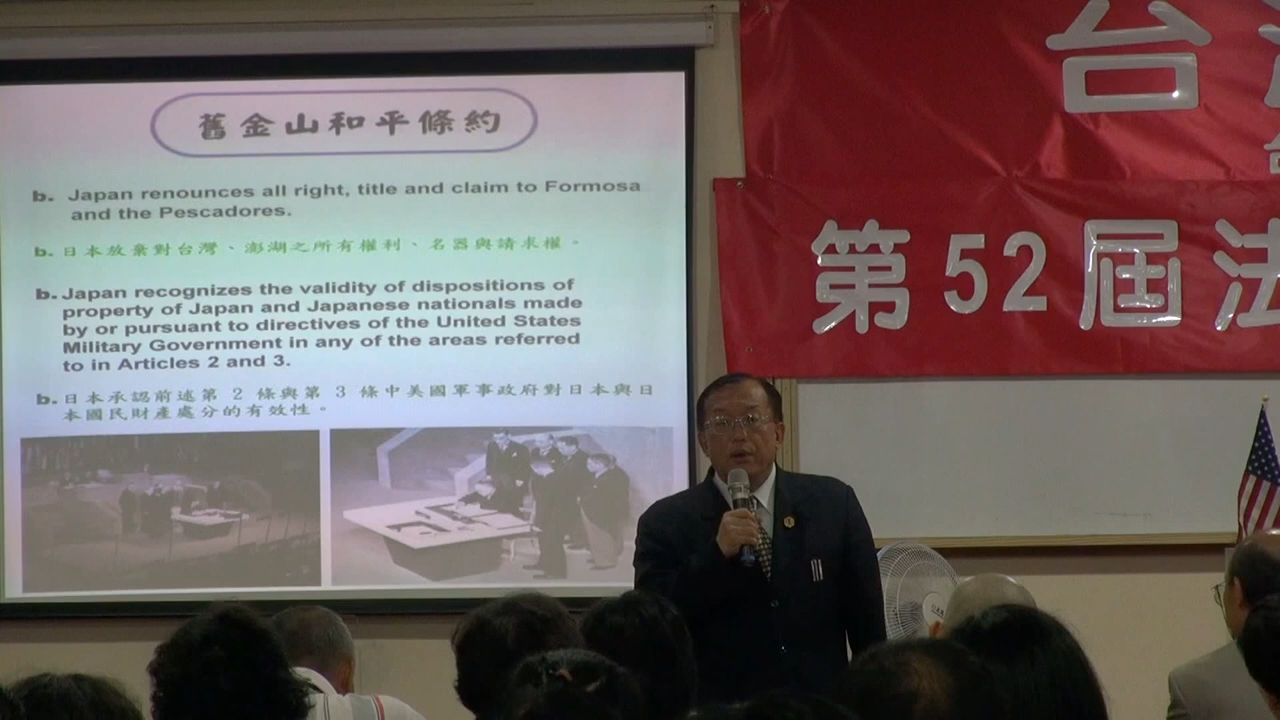 舊金山和平條約
b. Japan renounces all right, title and claim to Formosa
and the Pescadores.
b. 日本放棄對台灣、澎湖之所有權利、名器與請求權。
b. Japan recognizes the validity of dispositions of
property of Japan and Japanese nationals made
by or pursuant to directives of the United States
Military Government in any of the areas referred
to in Articles 2 and 3.
b. 日本承認前述第 2 條與第 3 條中美國軍事政府對日本與日
本國民財產處分的有效性。
台
第52屆法